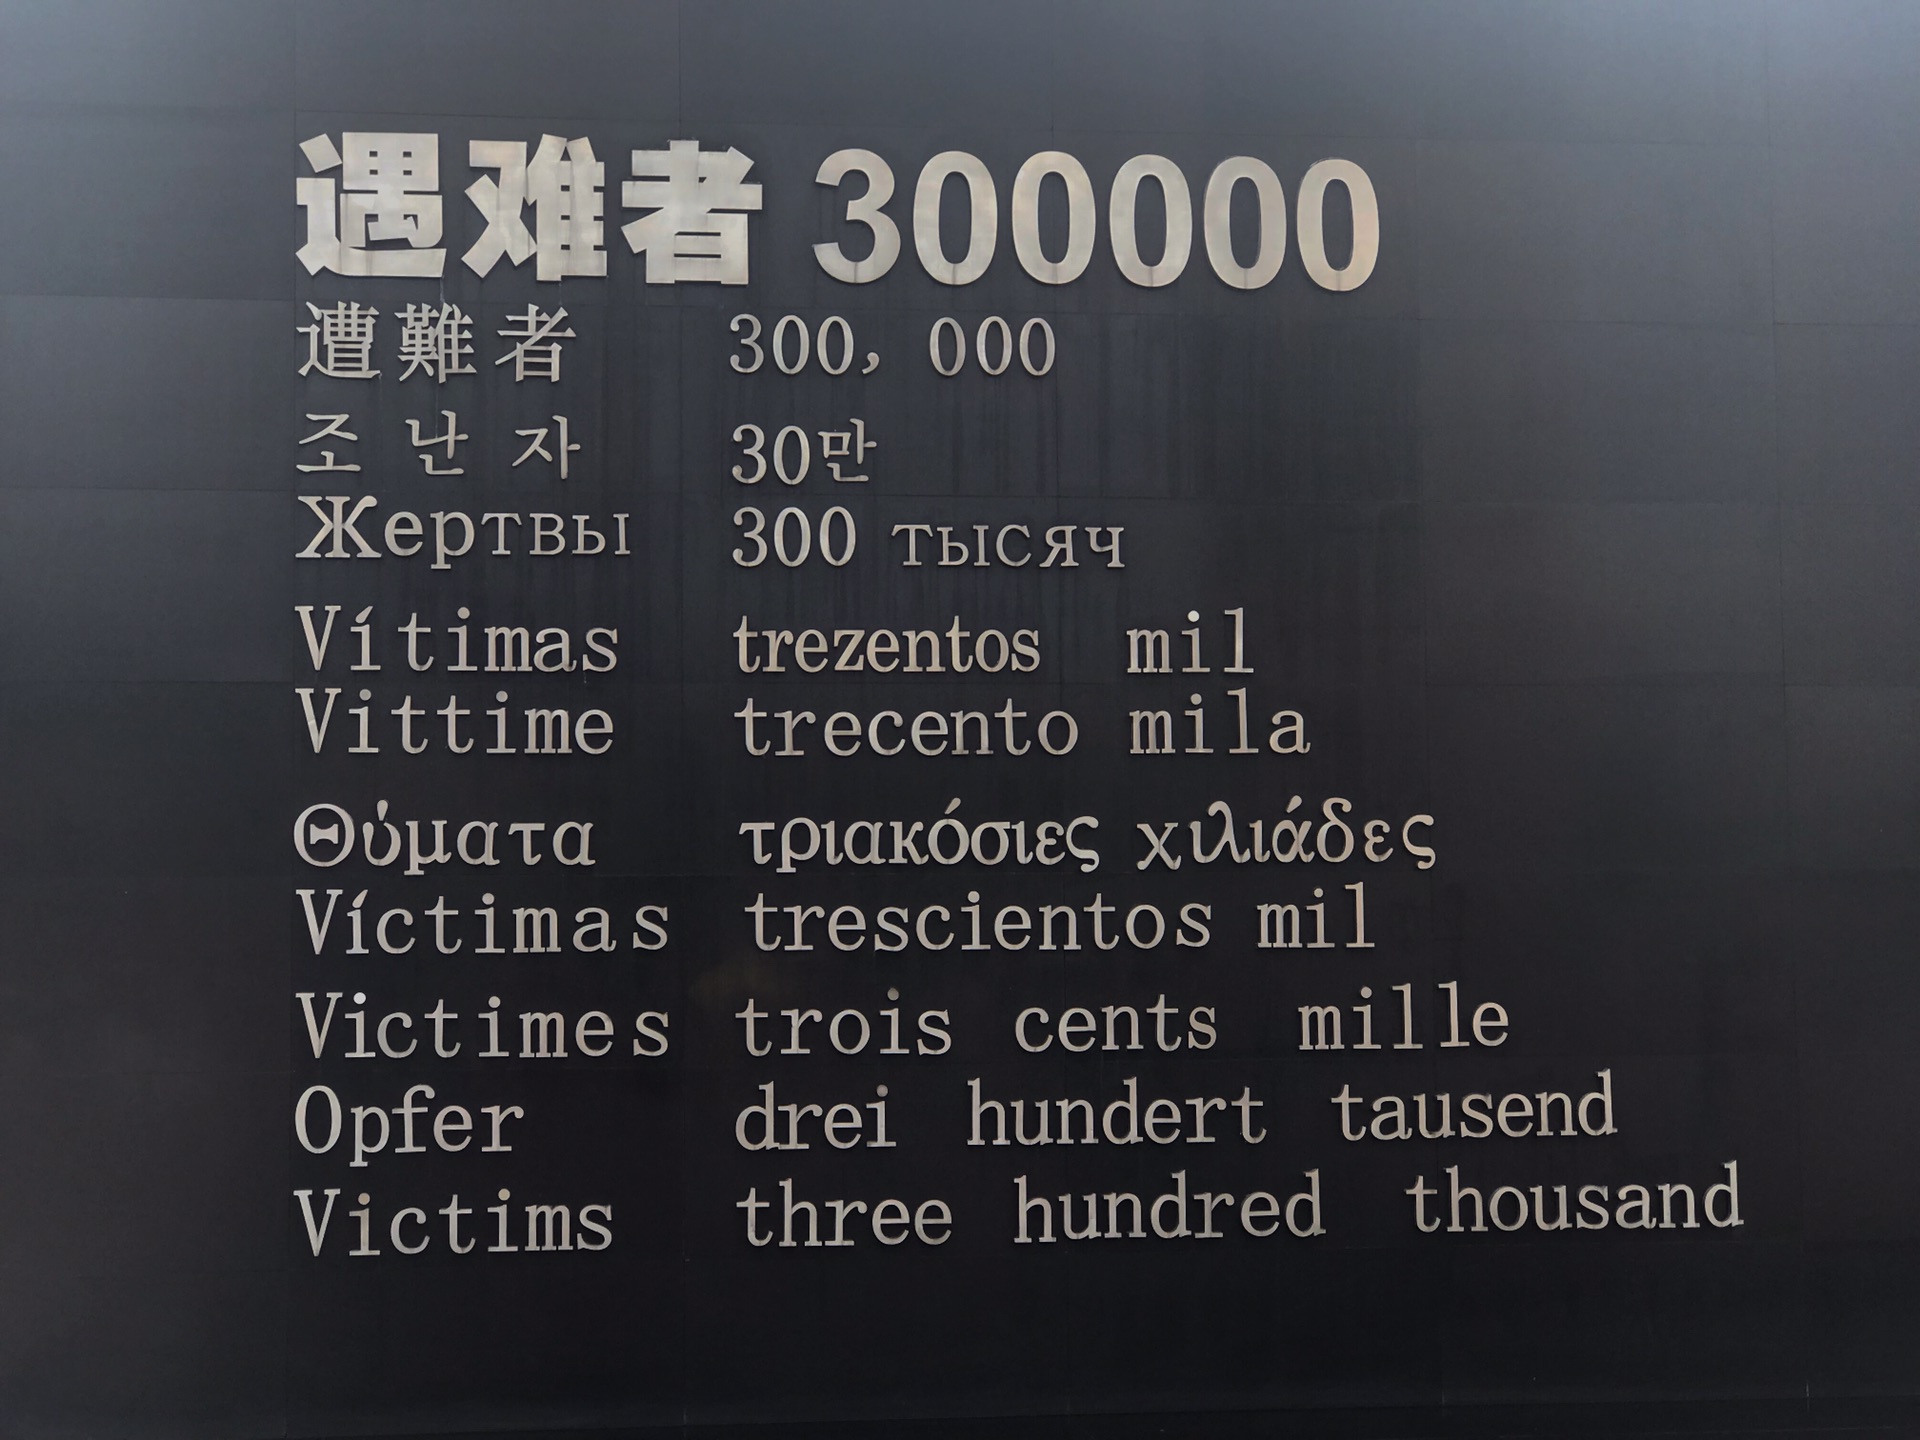 遇难者 300000
遭難者 300，000
조난자 30만
Жертвы 300 тысяч
Vítimas trezentos mil
Vittime trecento mila
Θύματα τριακόσιες χιλιάδες
Víctimas trescientos mil
Victimes trois cents mille
Opfer drei hundert tausend
Victims three hundred thousand